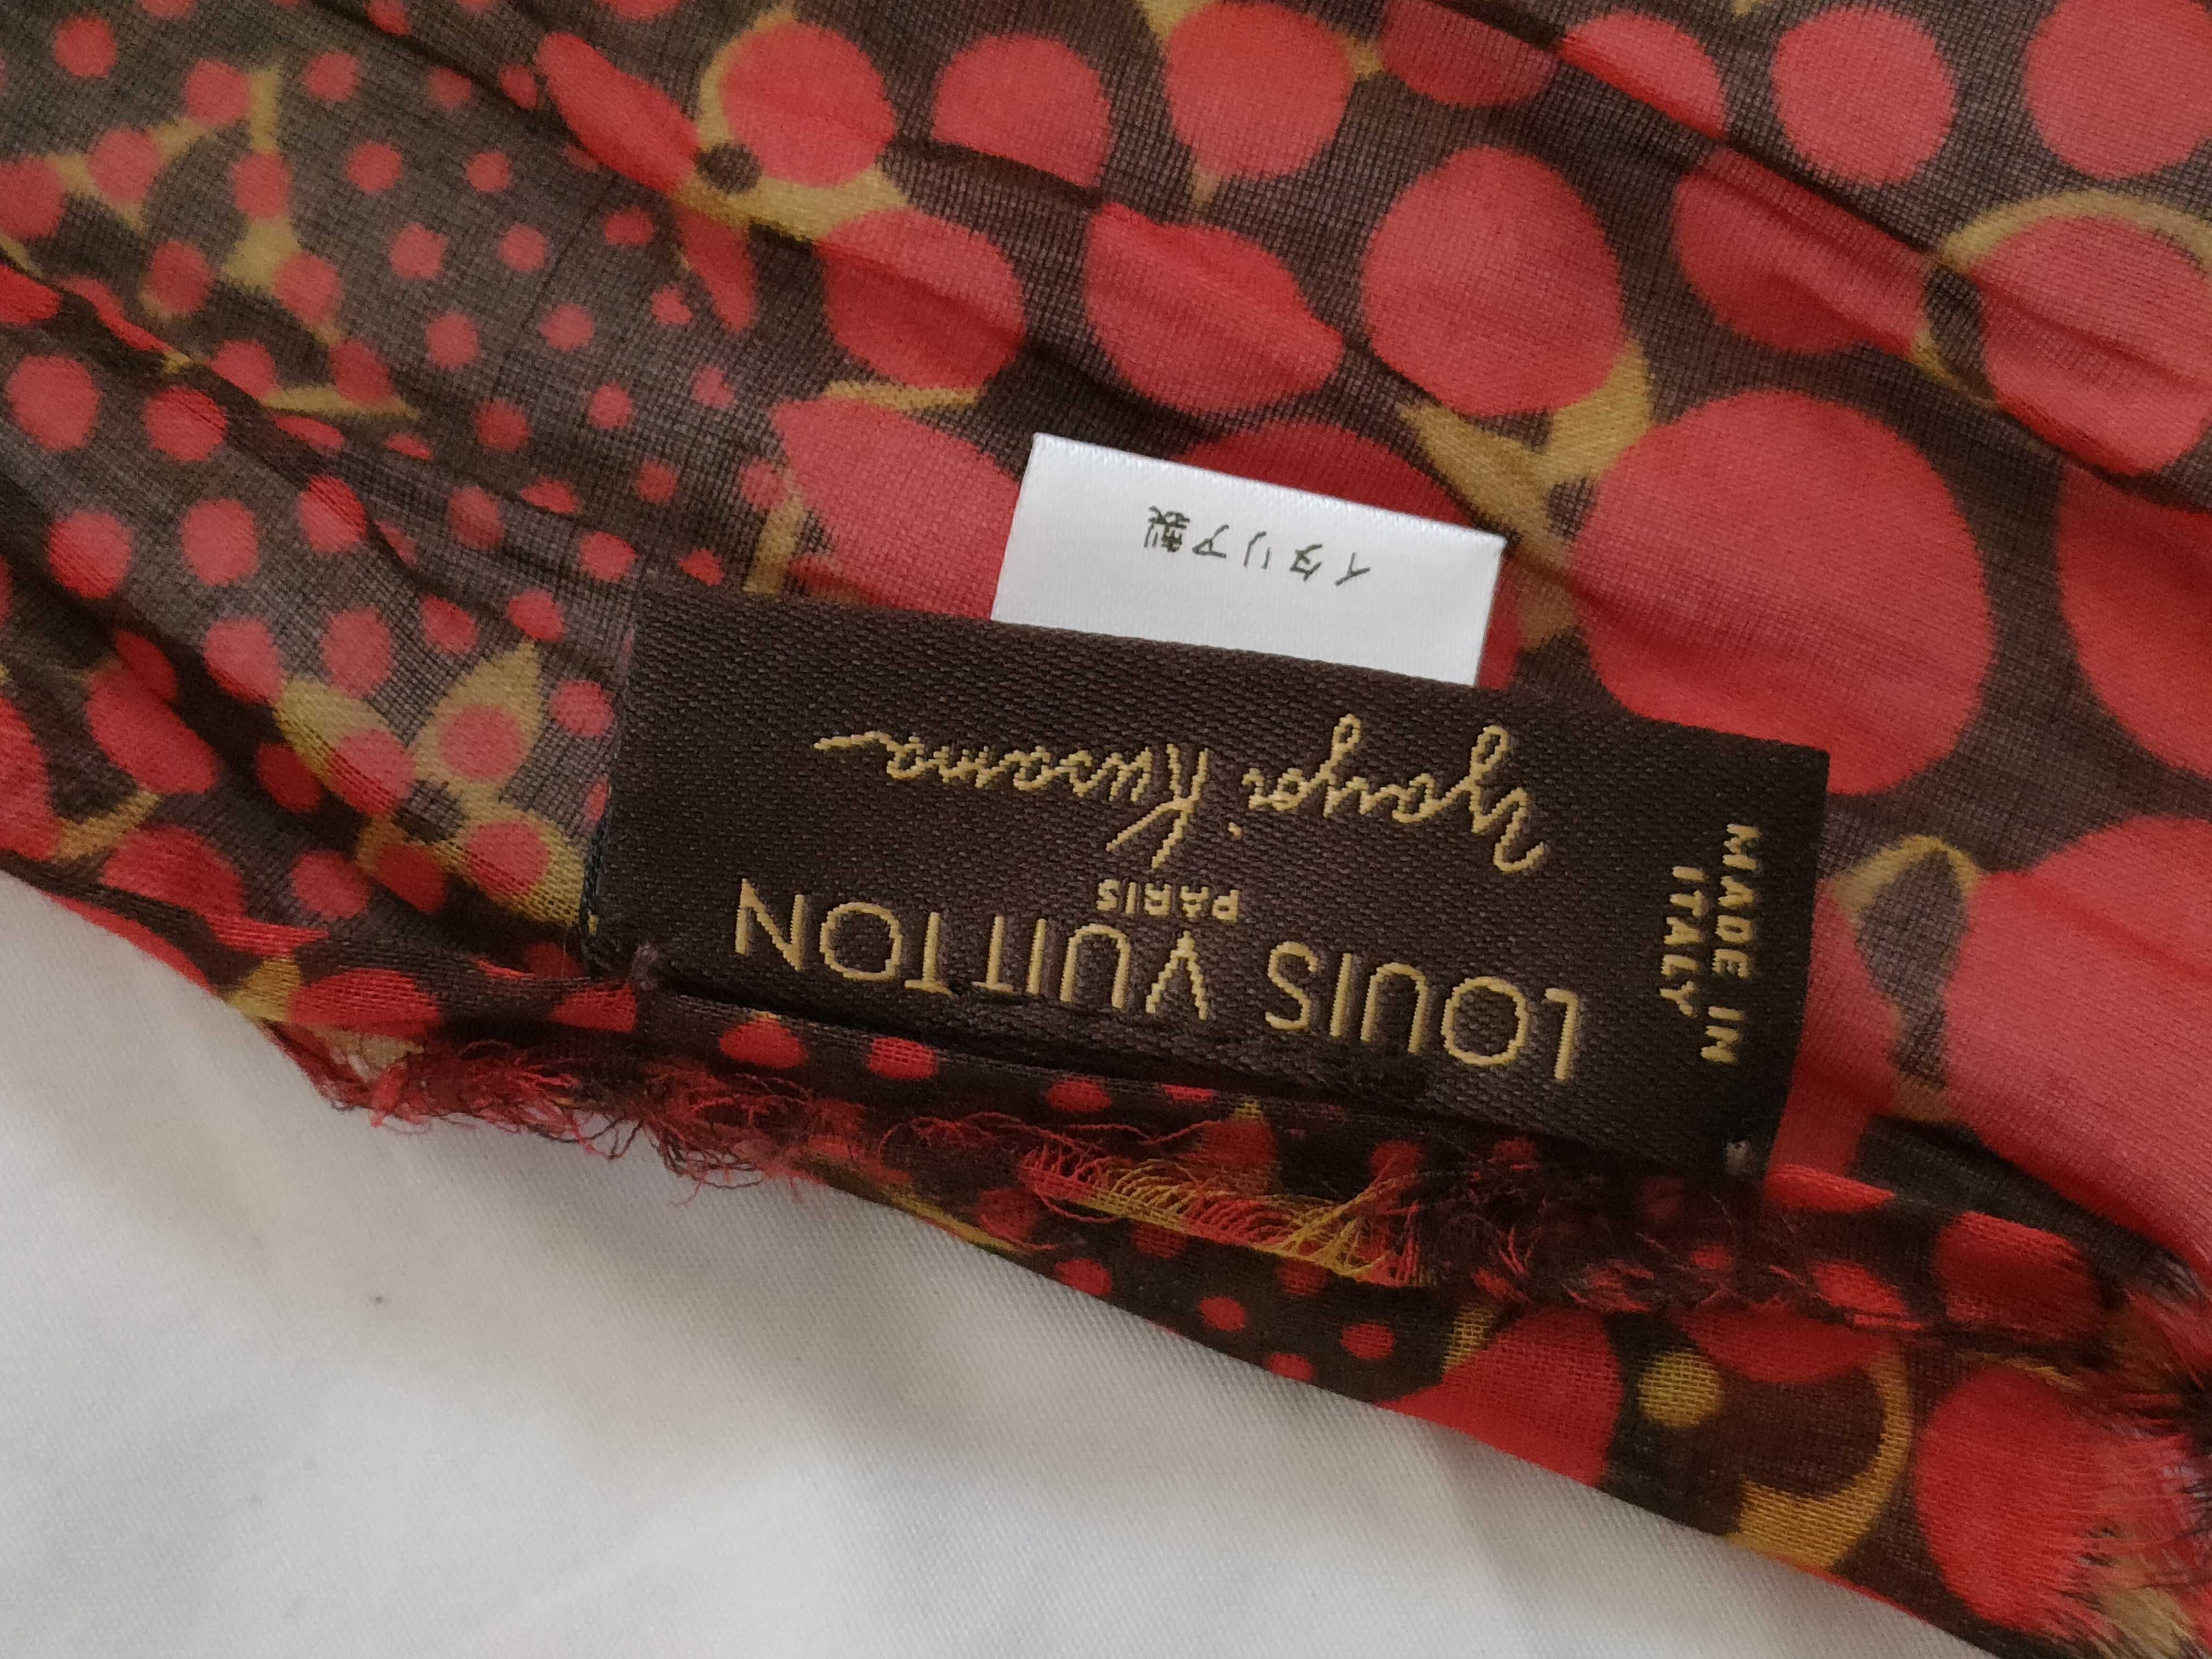 LOUIS VUITTON
PARIS
Yayoi Kusama
MADE IN
ITALY
イタリア製